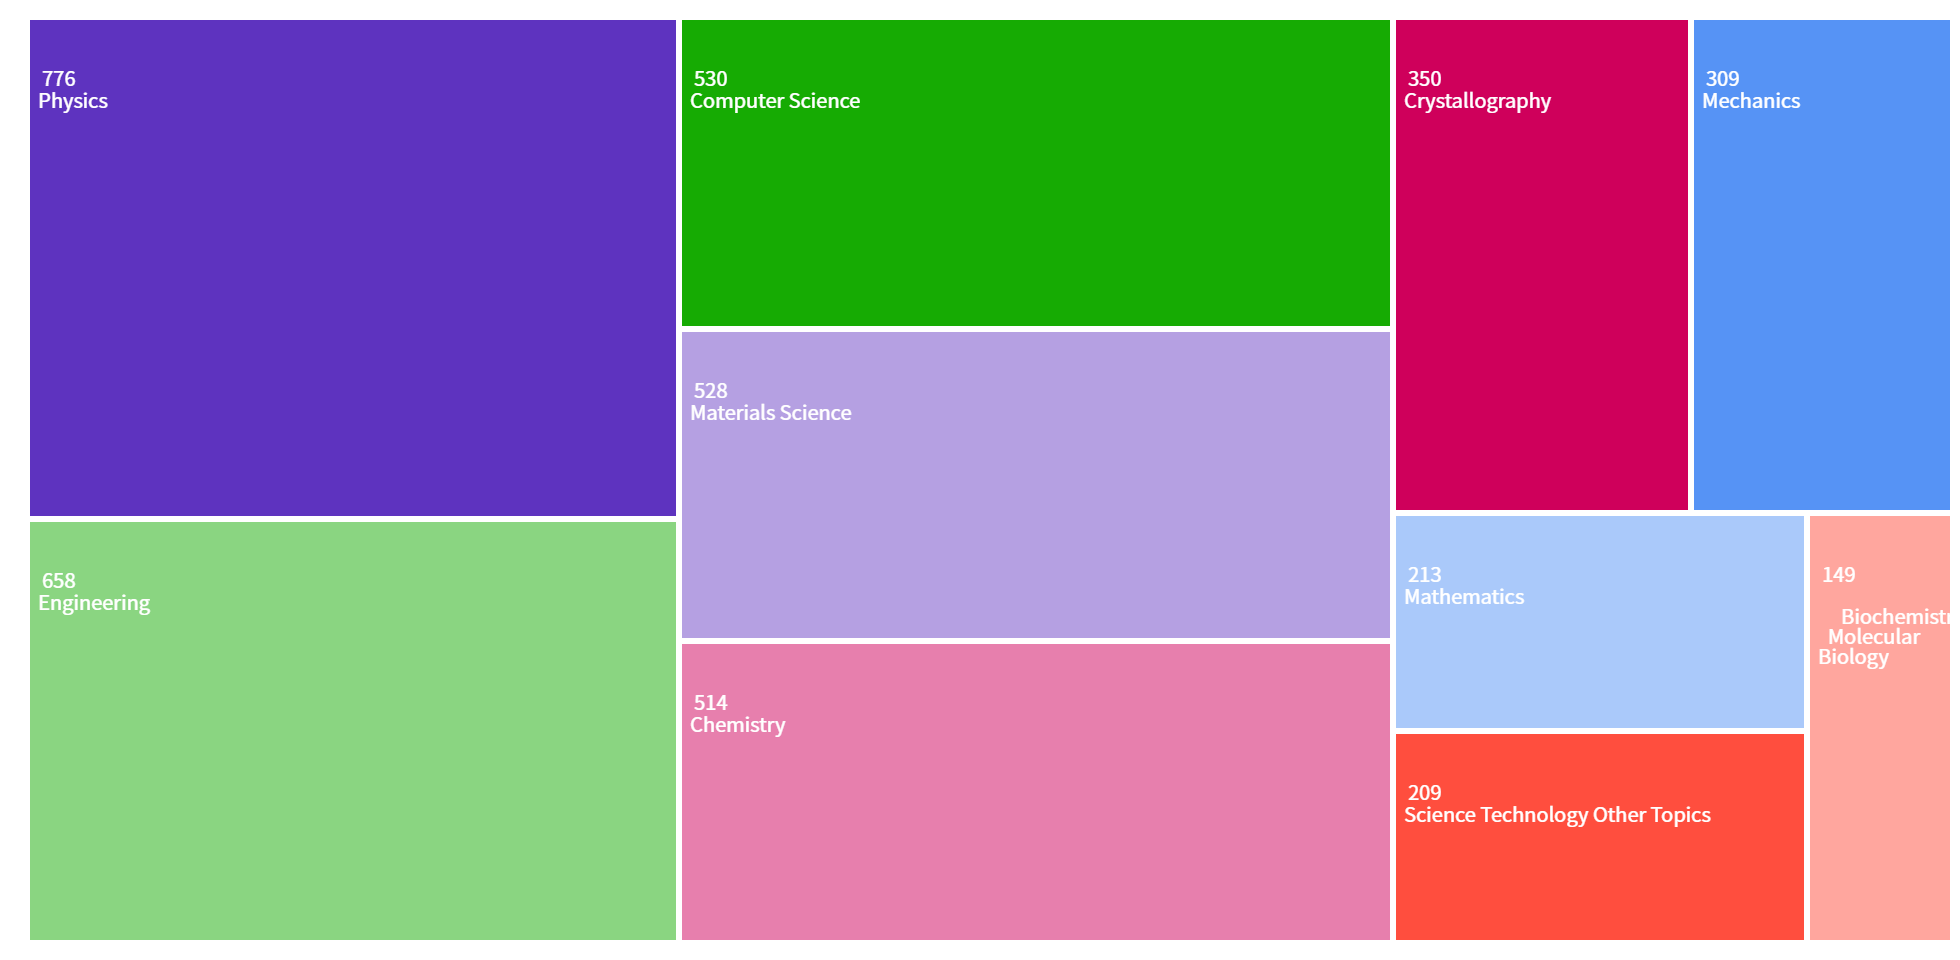 776
Physics
658
Engineering
530
Computer Science
528
Materials Science
514
Chemistry
350
Crystallography
309
Mechanics
213
Mathematics
209
Science Technology Other Topics
149
Biochemistr
Molecular
Biology